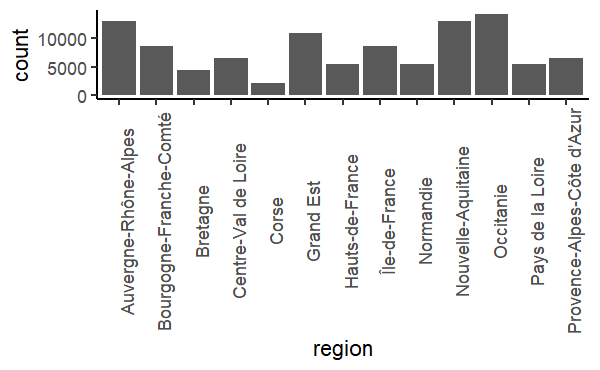 count
10000
5000
0
Auvergne-Rhône-Alpes
Bourgogne-Franche-Comté
Bretagne
Centre-Val de Loire
Corse
Grand Est
Hauts-de-France
Île-de-France
Normandie
Nouvelle-Aquitaine
Occitanie
Pays de la Loire
Provence-Alpes-Côte d'Azur
region